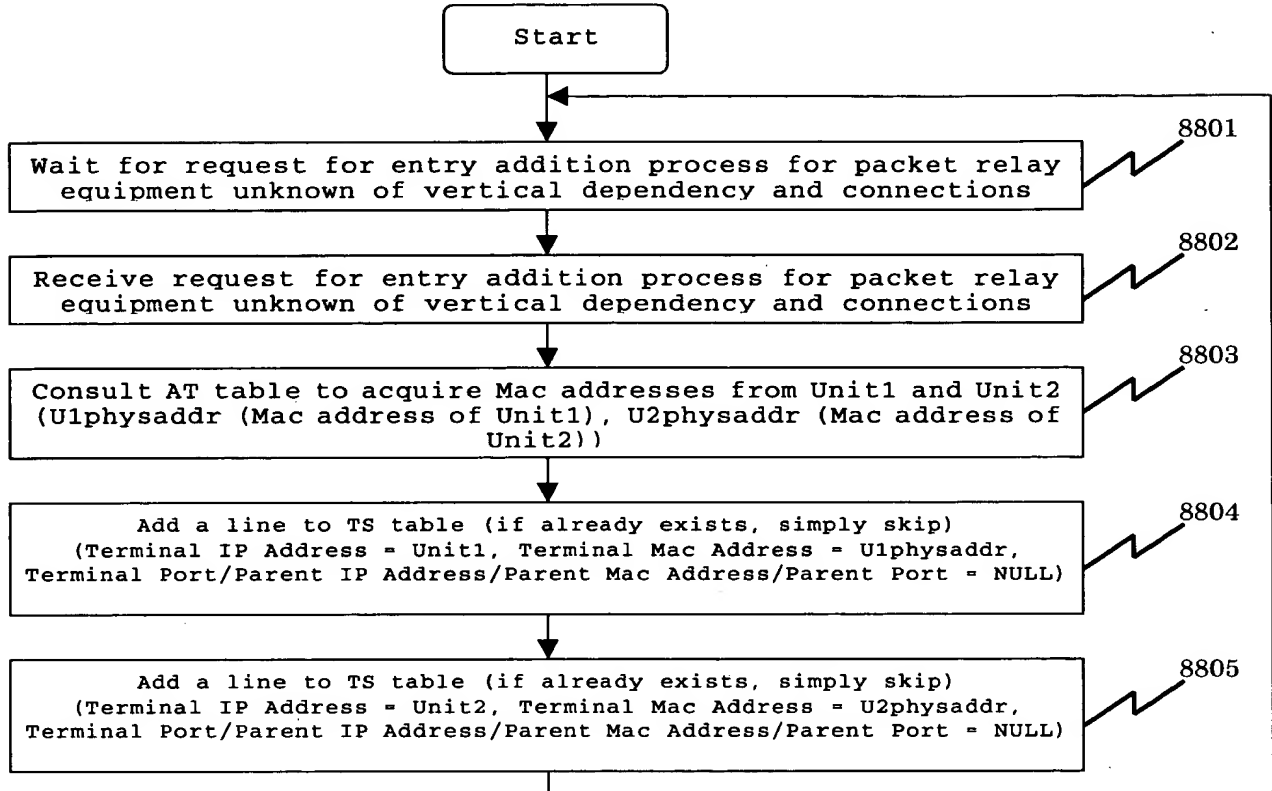 Start
8801
Wait for request for entry addition process for packet relay
equipment unknown of vertical dependency and connections
8802
Receive request for entry addition process for packet relay
equipment unknown of vertical dependency and connections
8803
Consult AT table to acquire Mac addresses from Unit1 and Unit2
(U1physaddr (Mac address of Unit1), U2physaddr (Mac address of
Unit2))
8804
Add a line to TS table (if already exists, simply skip)
(Terminal IP Address = Unit1, Terminal Mac Address = U1physaddr,
Terminal Port/Parent IP Address/Parent Mac Address/Parent Port = NULL)
8805
Add a line to TS table (if already exists, simply skip)
(Terminal IP Address = Unit2, Terminal Mac Address = U2physaddr,
Terminal Port/Parent IP Address/Parent Mac Address/Parent Port = NULL)